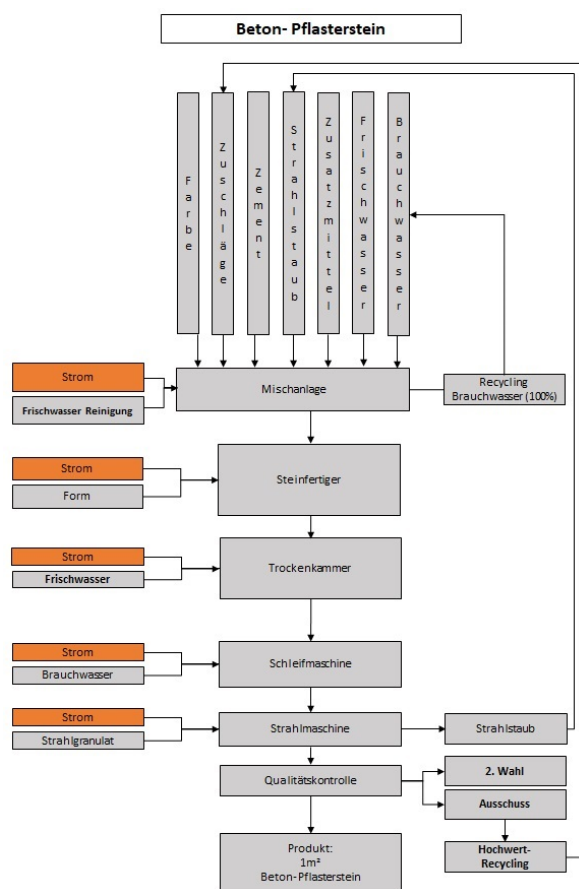 Beton- Pflasterstein
Farbe
Zuschläge
Zement
Strahlstaub
Zusatzmittel
Frischwasser
Brauchwasser
Strom
Frischwasser Reinigung
Mischanlage
Recycling
Brauchwasser (100%)
Strom
Form
Steinfertiger
Strom
Frischwasser
Trockenkammer
Strom
Brauchwasser
Schleifmaschine
Strom
Strahlgranulat
Strahlmaschine
Strahlstaub
Qualitätskontrolle
2. Wahl
Ausschuss
Produkt:
1m²
Beton-Pflasterstein
Hochwert-
Recycling